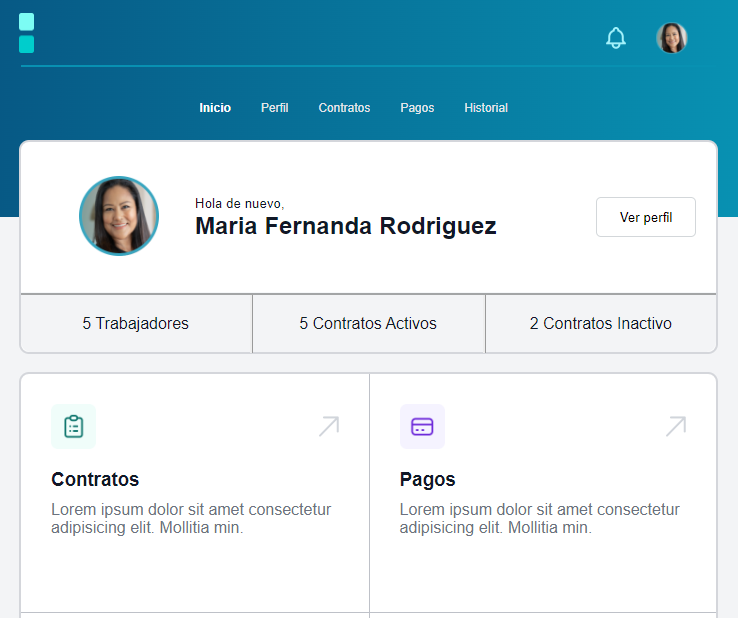 Inicio Perfil Contratos Pagos Historial
Hola de nuevo,
Maria Fernanda Rodriguez
Ver perfil
5 Trabajadores
5 Contratos Activos
2 Contratos Inactivo
Contratos
Lorem ipsum dolor sit amet consectetur
adipisicing elit. Mollitia min.
Pagos
Lorem ipsum dolor sit amet consectetur
adipisicing elit. Mollitia min.